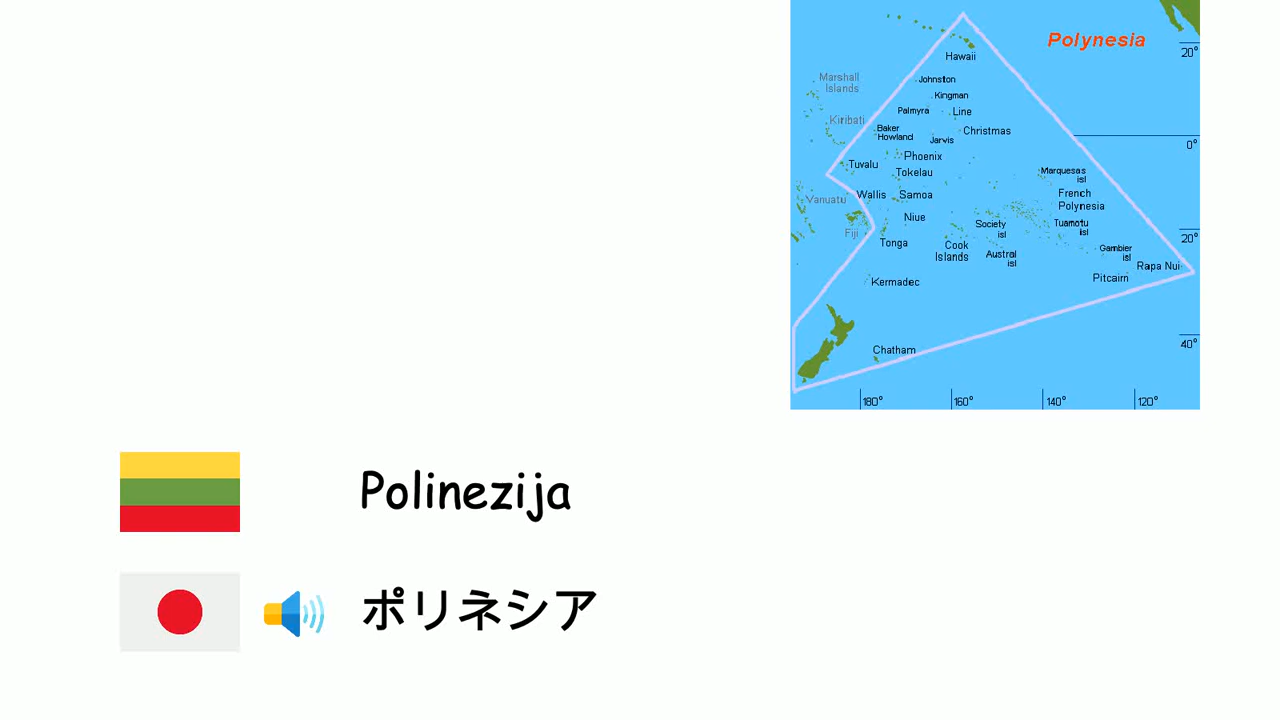 Polynesia
20°
Hawaii
Marshall
Islands
Johnston
Kingman
Palmyra
Line
Kiribati
Baker
Howland
Christmas
Jarvis
0°
Phoenix
Tuvalu
Tokelau
Marquesas
isl
Wallis
Samoa
French
Polynesia
Vanuatu
Niue
Society
isl
Tuamotu
isl
Fiji
Tonga
20°
Cook
Islands
Austral
isl
Gambier
isl
Rapa Nui
Kermadec
Pitcairn
40°
Chatham
180°
160°
140°
120°
Polinezija
ポリネシア